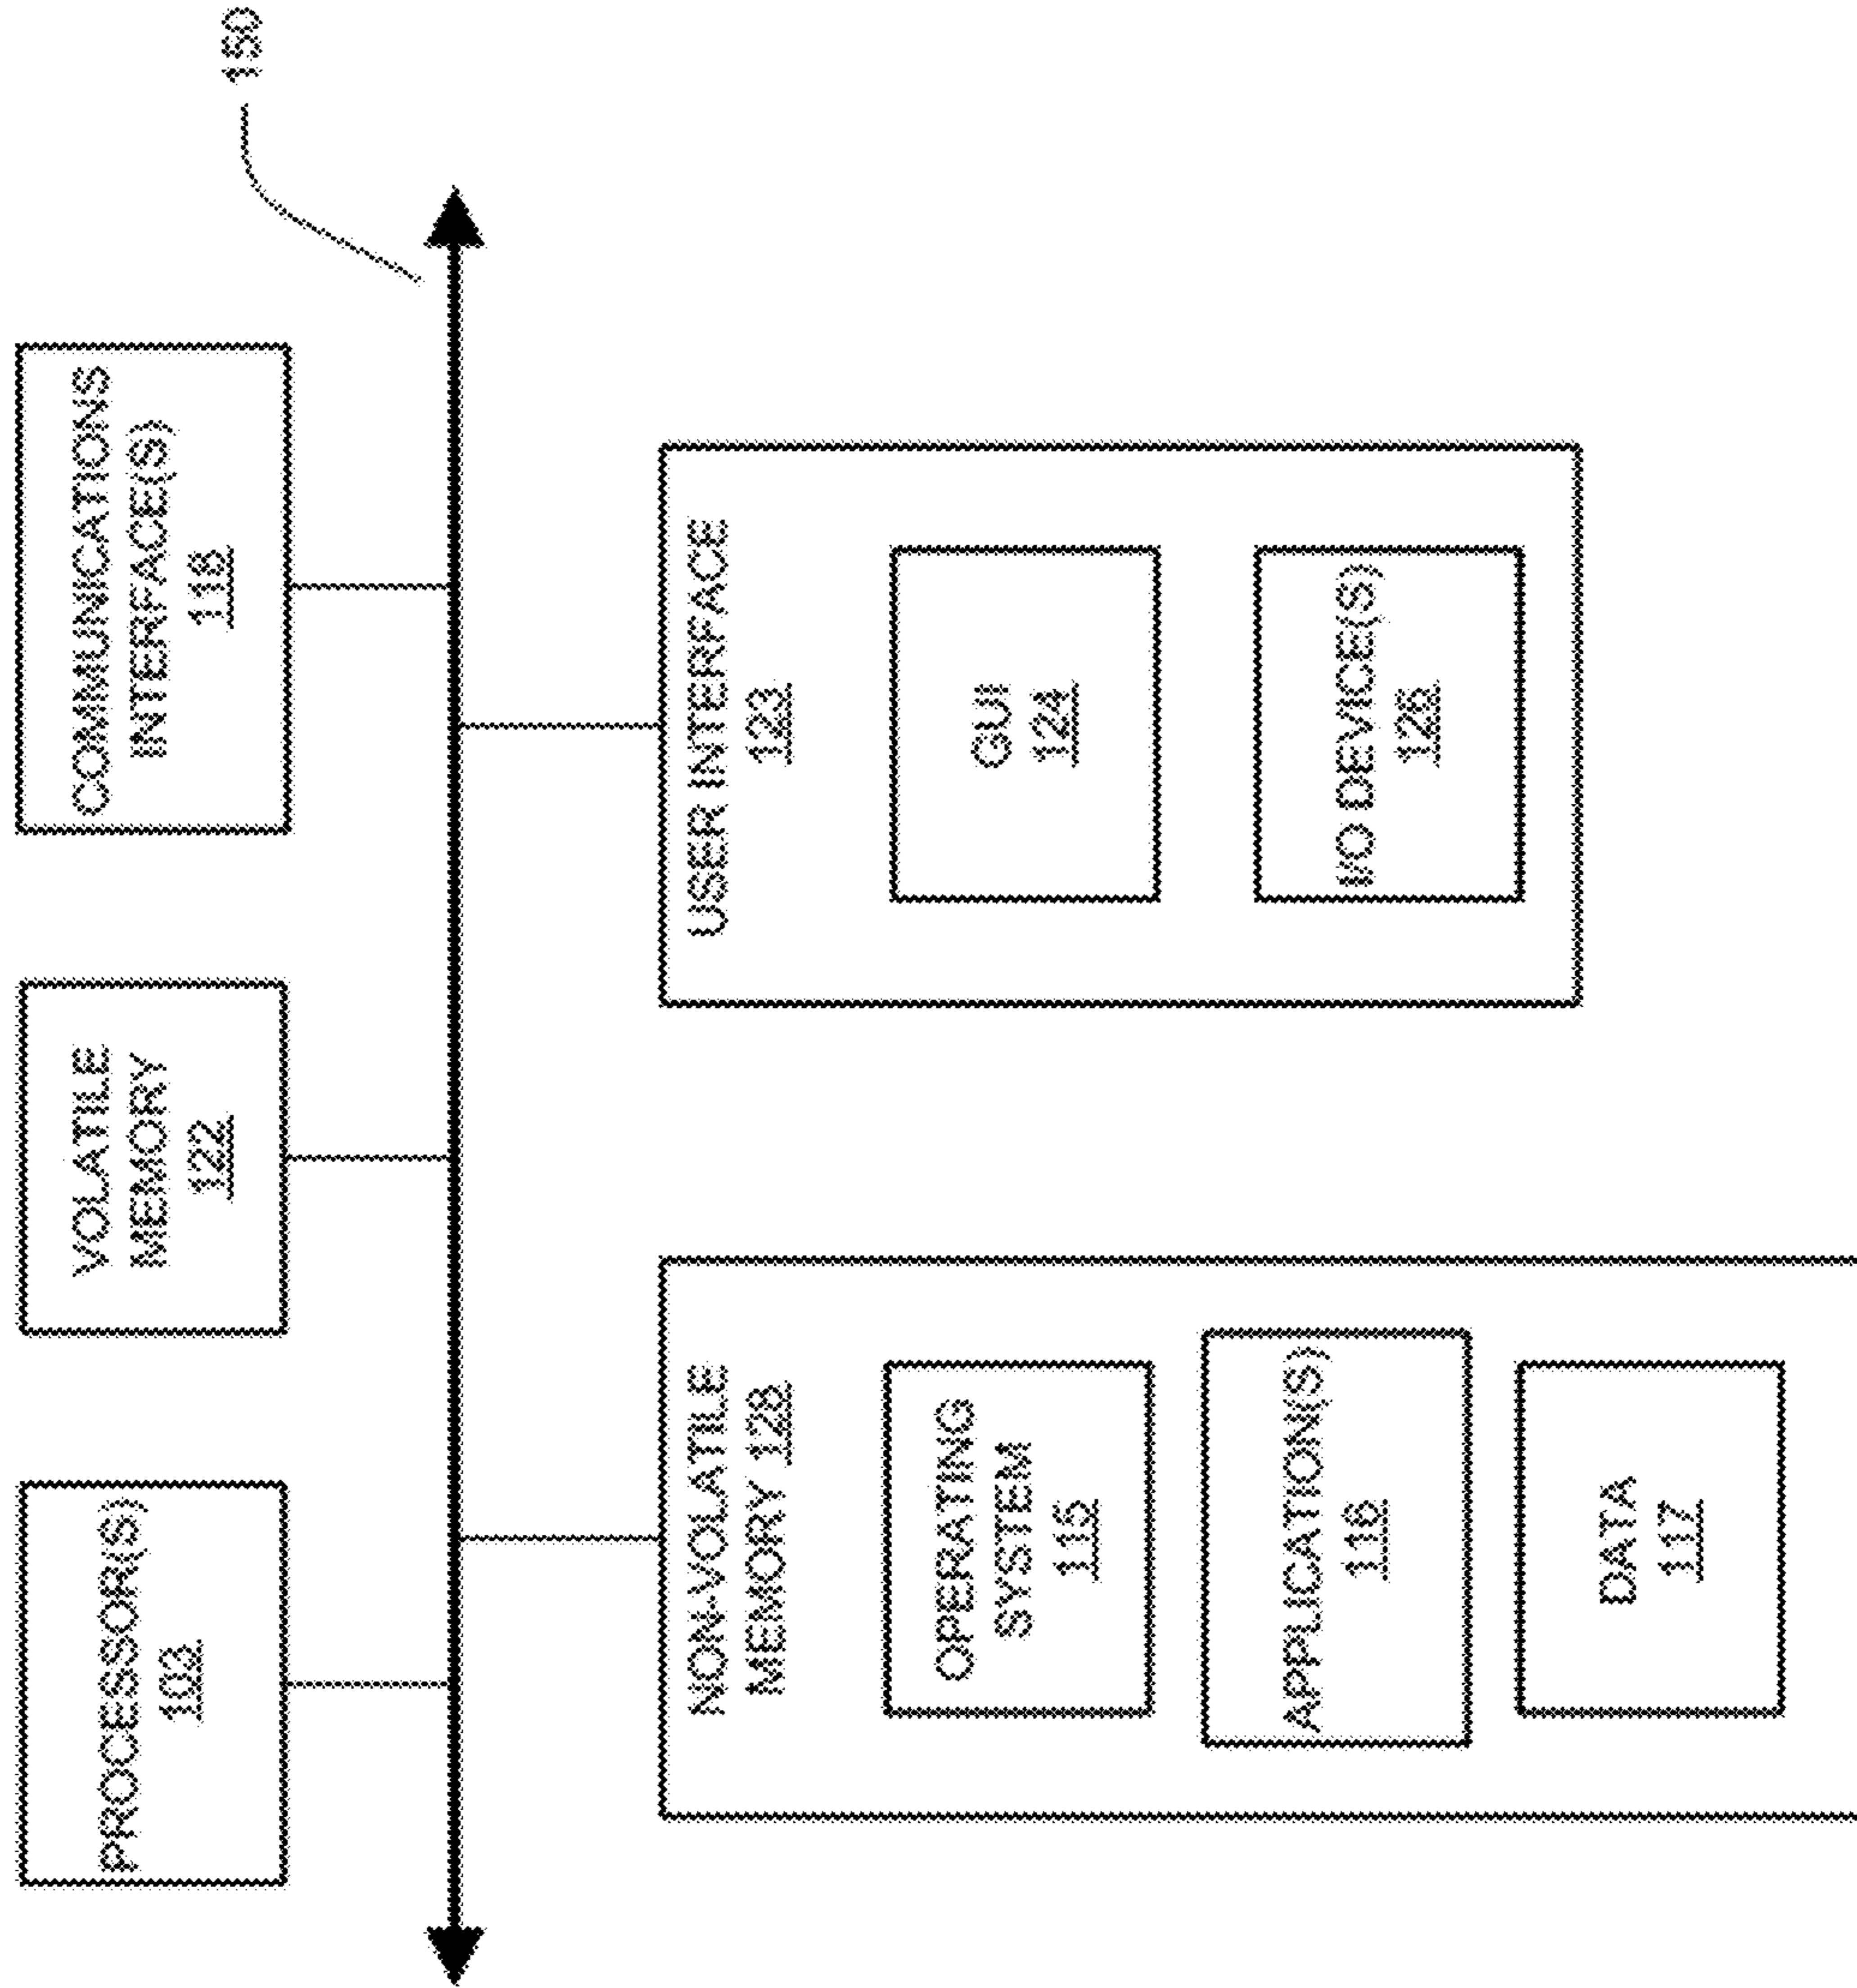 PROCESSOR(S)
103
VOLATILE
MEMORY
122
COMMUNICATIONS
INTERFACE(S)
118
150
NON-VOLATILE
MEMORY 128
OPERATING
SYSTEM
115
APPLICATION(S)
116
DATA
117
USER INTERFACE
123
GUI
124
I/O DEVICE(S)
126